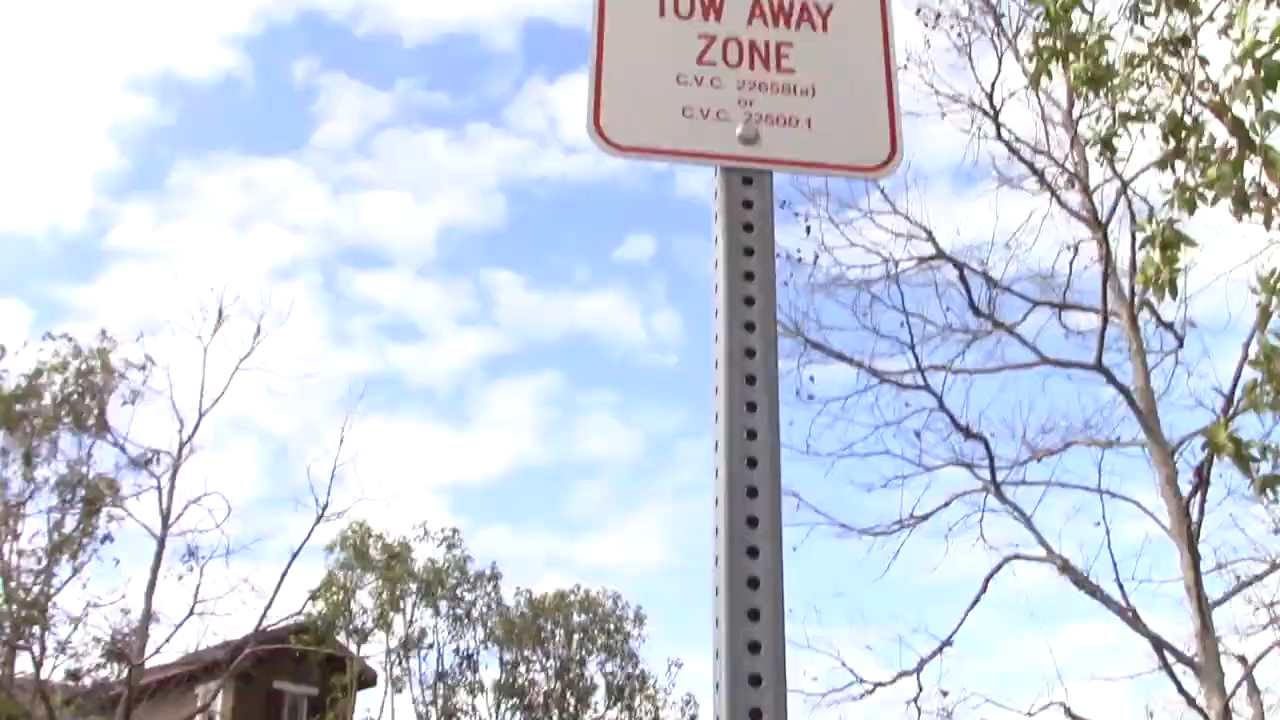 TOW AWAY
ZONE
C.V.C. 22658(a)
or
C.V.C. 22500.1